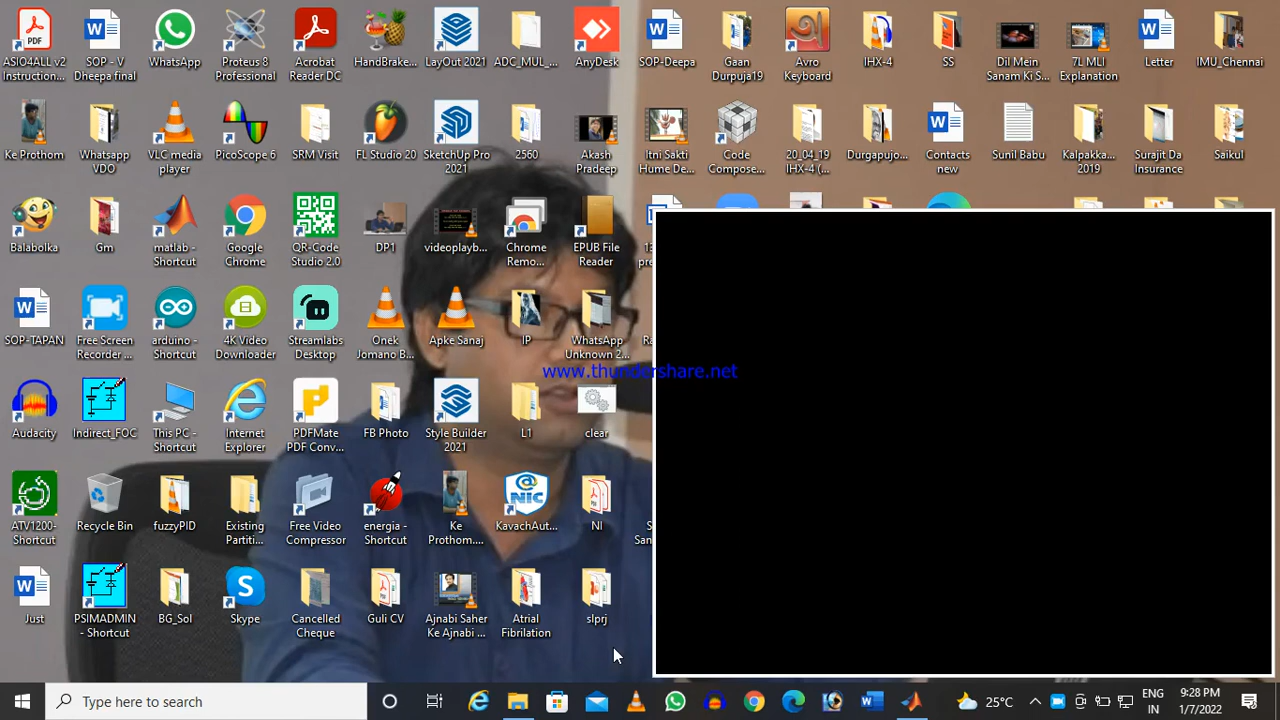 ASIO4ALL v2 Instruction...
SOP - V Dheepa final
WhatsApp
Proteus 8 Professional
Acrobat Reader DC
HandBrake...
LayOut 2021
ADC_MUL_...
AnyDesk
SOP-Deepa
Gaan Durpuja19
Avro Keyboard
IHX-4
SS
Dil Mein Sanam Ki S...
7L MLI Explanation
Letter
IMU_Chennai
Ke Prothom
Whatsapp VDO
VLC media player
PicoScope 6
SRM Visit
FL Studio 20
SketchUp Pro 2021
2560
Akash Pradeep
Itni Sakti Hume De...
Code Compose...
20_04_19 IHX-4 (...
Durgapujo...
Contacts new
Sunil Babu
Kalpakka... 2019
Surajit Da Insurance
Saikul
Balabolka
Gm
matlab - Shortcut
Google Chrome
QR-Code Studio 2.0
DP1
videoplayb...
Chrome Remo...
EPUB File Reader
SOP-TAPAN
Free Screen Recorder ...
arduino - Shortcut
4K Video Downloader
Streamlabs Desktop
Onek Jomano B...
Apke Sanaj
IP
WhatsApp Unknown 2...
www.thundershare.net
Audacity
Indirect_FOC
This PC - Shortcut
Internet Explorer
PDFMate PDF Conv...
FB Photo
Style Builder 2021
L1
clear
ATV1200- Shortcut
Recycle Bin
fuzzyPID
Existing Partiti...
Free Video Compressor
energia - Shortcut
Ke Prothom....
KavachAut...
NI
Just
PSIMADMIN - Shortcut
BG_Sol
Skype
Cancelled Cheque
Guli CV
Ajnabi Saher Ke Ajnabi ...
Atrial Fibrilation
slprj
Type here to search
25°C
ENG
IN
9:28 PM
1/7/2022